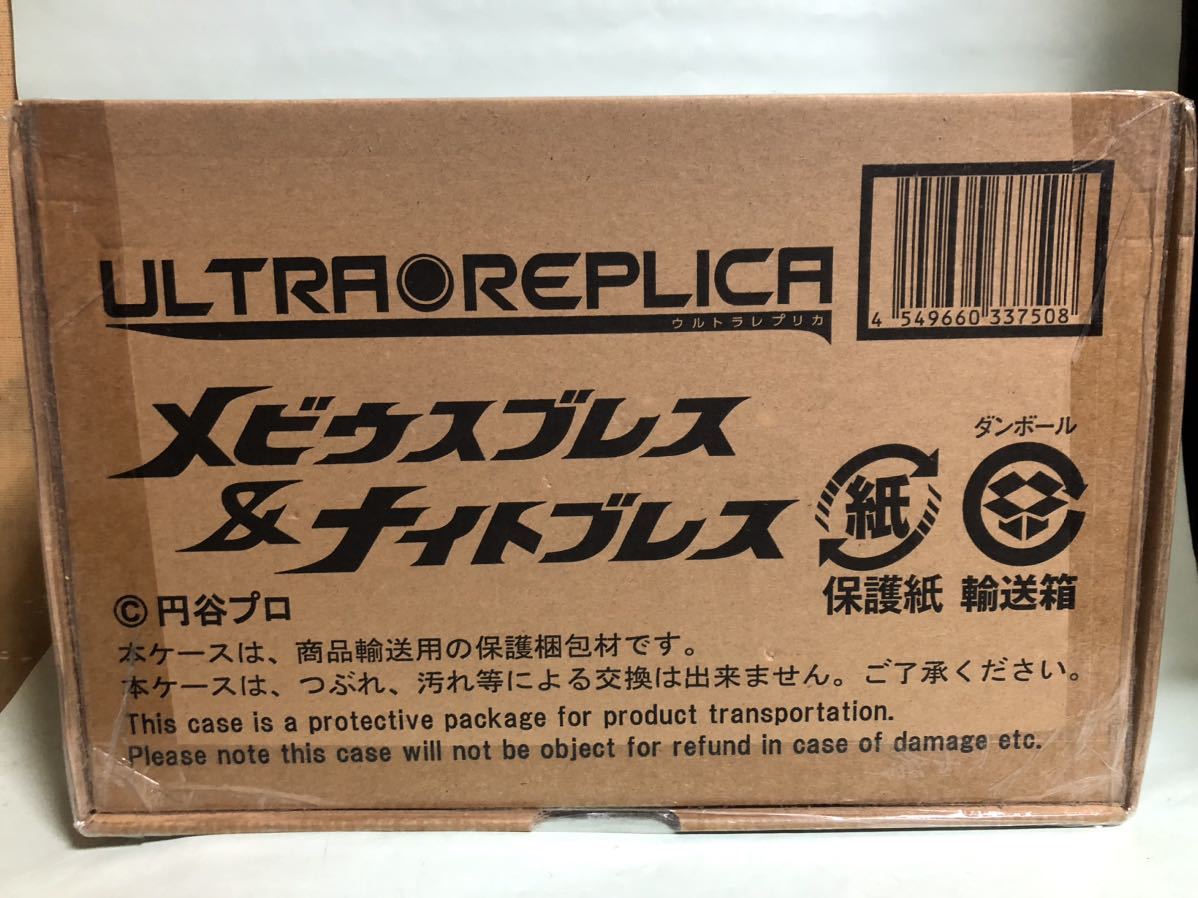 ULTRA REPLICA
ウルトラレプリカ
4 549660 337508
メビウスブレス
&ナイトブレス
ダンボール
紙
保護紙 輸送箱
©円谷プロ
本ケースは、商品輸送用の保護梱包材です。
本ケースは、つぶれ、汚れ等による交換は出来ません。ご了承ください。
This case is a protective package for product transportation.
Please note this case will not be object for refund in case of damage etc.